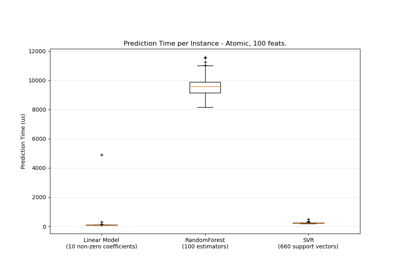 Prediction Time per Instance - Atomic, 100 feats.
12000
10000
8000
6000
4000
2000
0
Prediction Time (us)
Linear Model
(10 non-zero coefficients)
RandomForest
(100 estimators)
SVR
(660 support vectors)